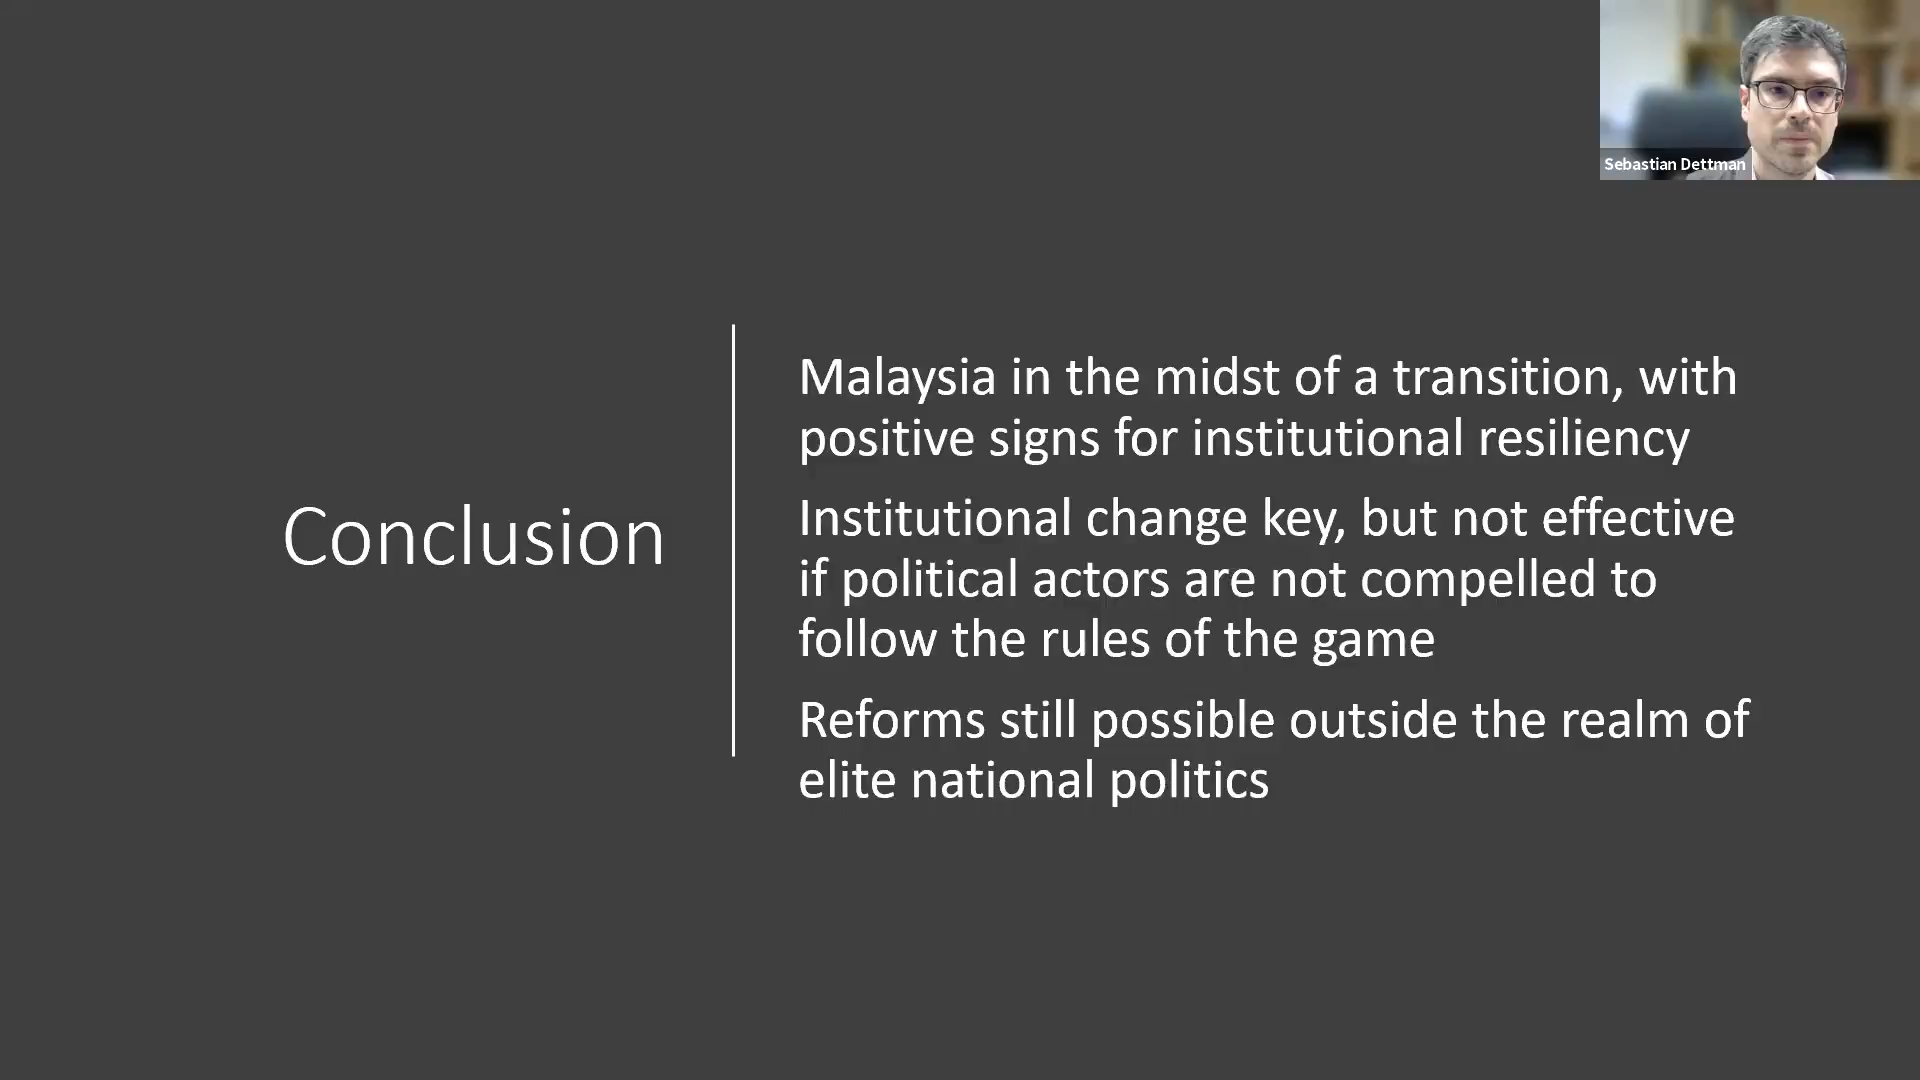 Sebastian Dettman
Conclusion
Malaysia in the midst of a transition, with
positive signs for institutional resiliency
Institutional change key, but not effective
if political actors are not compelled to
follow the rules of the game
Reforms still possible outside the realm of
elite national politics